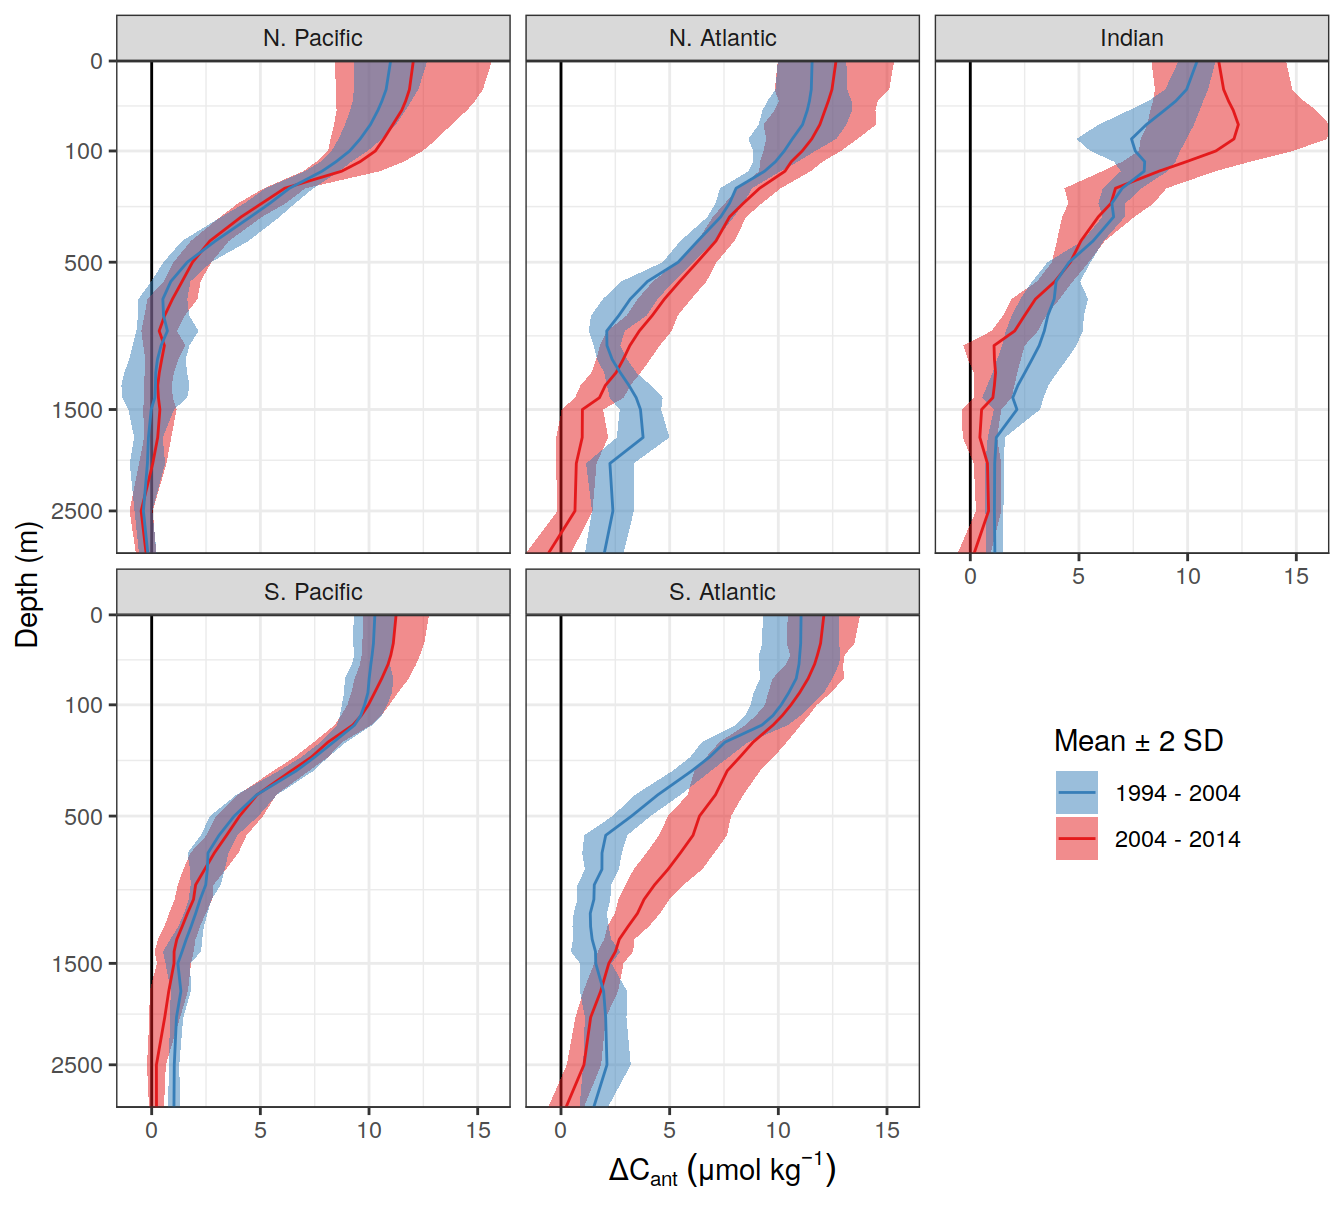 N. Pacific
N. Atlantic
Indian
0
100
500
1500
2500
0 5 10 15
S. Pacific
S. Atlantic
0
100
500
1500
2500
0 5 10 15
0 5 10 15
Depth (m)
ΔCant (µmol kg−1)
Mean ± 2 SD
1994 - 2004
2004 - 2014